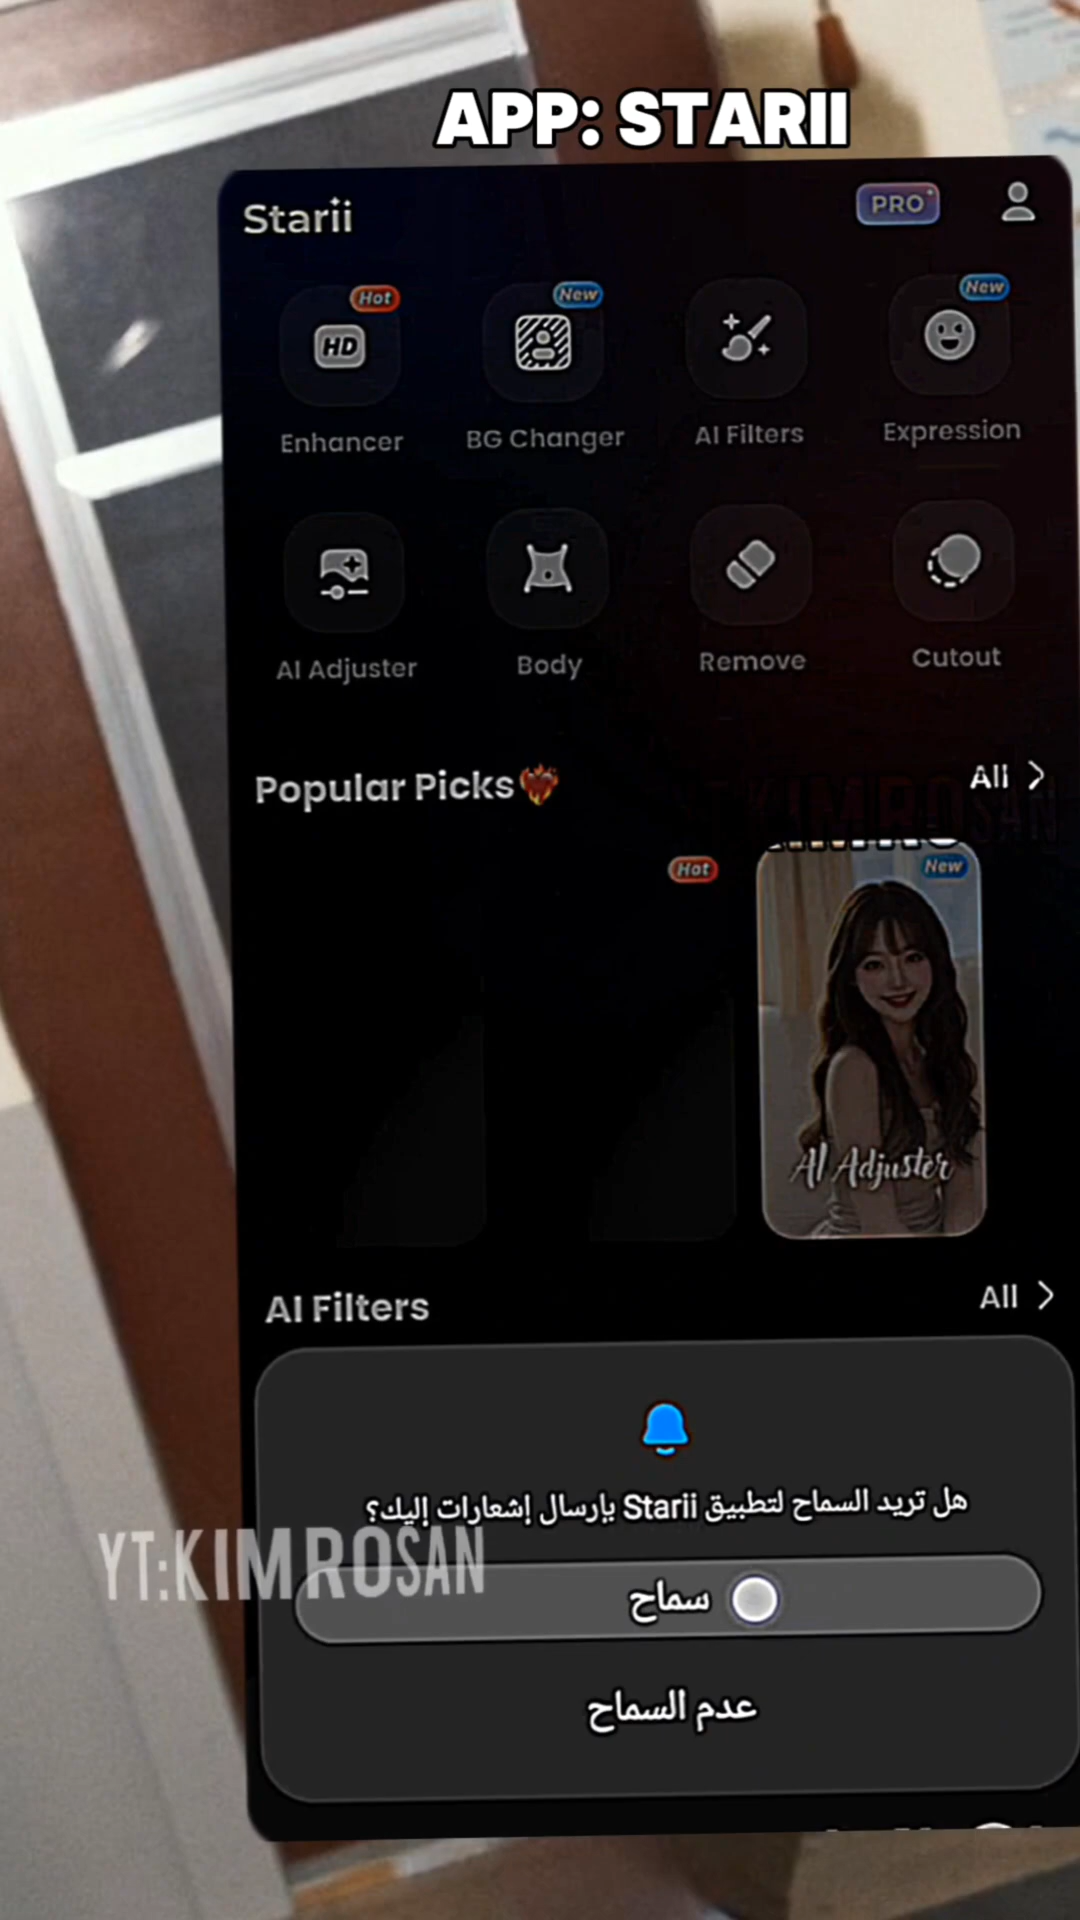 APP: STARII
Starii
PRO
Hot
New
New
HD
Enhancer
BG Changer
AI Filters
Expression
AI Adjuster
Body
Remove
Cutout
Popular Picks
All
YT:KIMROSAN
Hot
New
AI Adjuster
AI Filters
All
هل تريد السماح لتطبيق Starii بإرسال إشعارات إليك؟
YT:KIMROSAN
سماح
عدم السماح